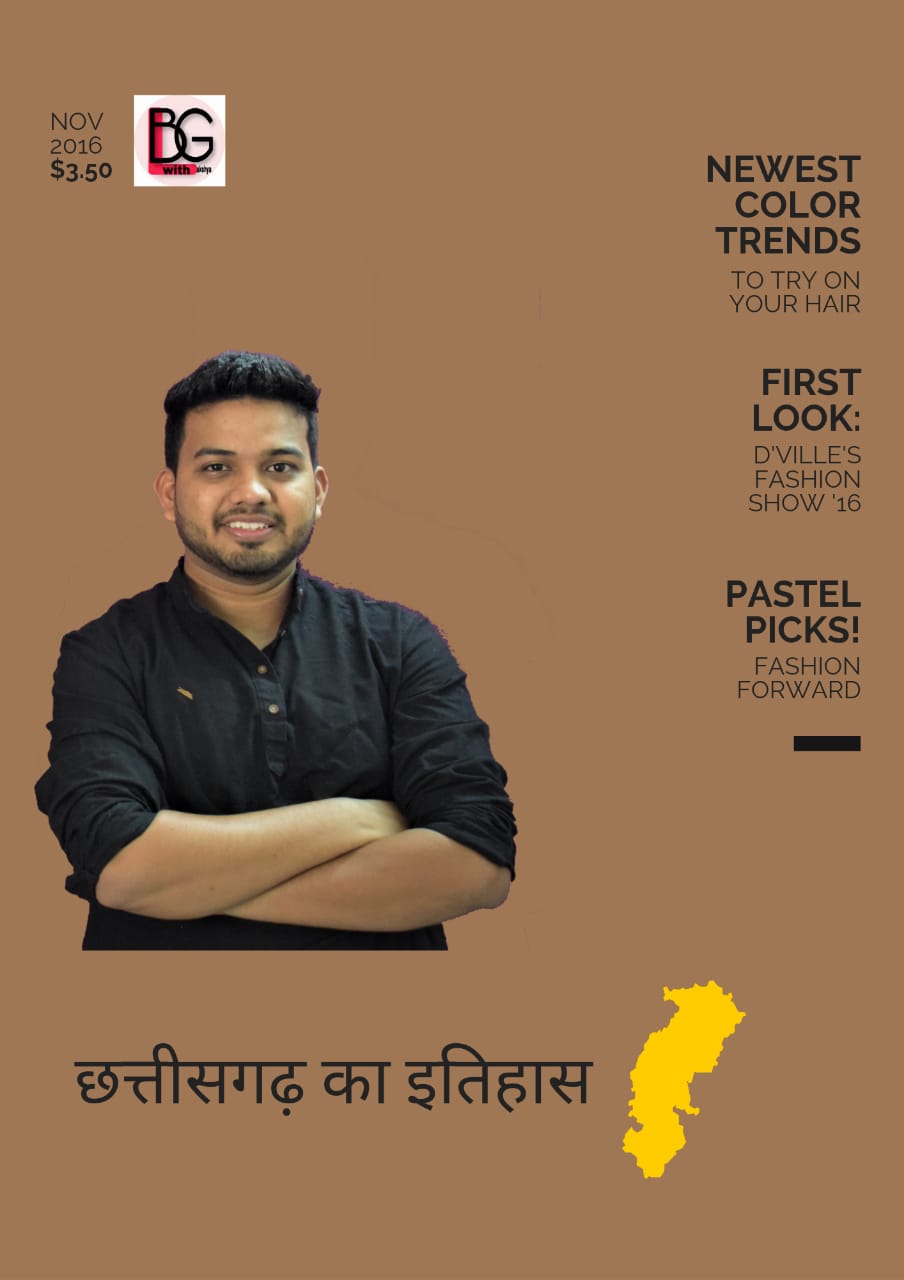 NOV
2016
$3.50
BG
with
NEWEST
COLOR
TRENDS
TO TRY ON
YOUR HAIR
FIRST
LOOK:
D'VILLE'S
FASHION
SHOW '16
PASTEL
PICKS!
FASHION
FORWARD
छत्तीसगढ़ का इतिहास